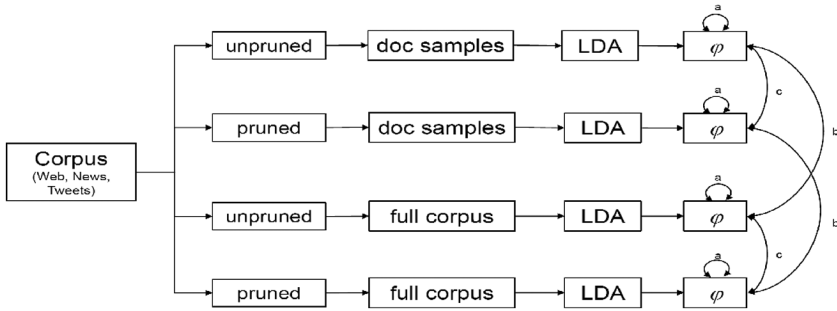 a
unpruned doc samples LDA φ
c
a
pruned doc samples LDA φ
b
Corpus
(Web, News,
Tweets)
a
unpruned full corpus LDA φ
b
c
a
pruned full corpus LDA φ